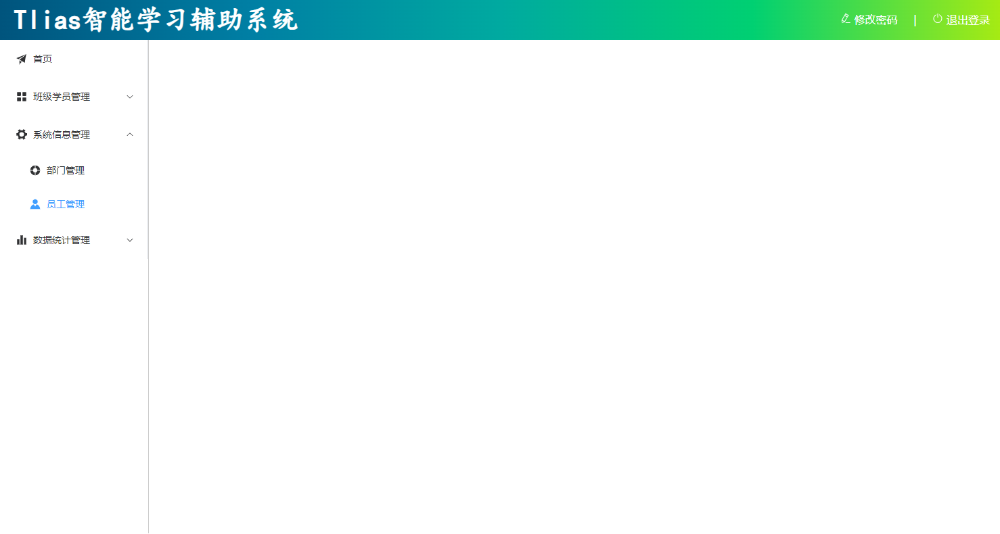 Tlias智能学习辅助系统
修改密码 | 退出登录
首页
班级学员管理
系统信息管理
部门管理
员工管理
数据统计管理